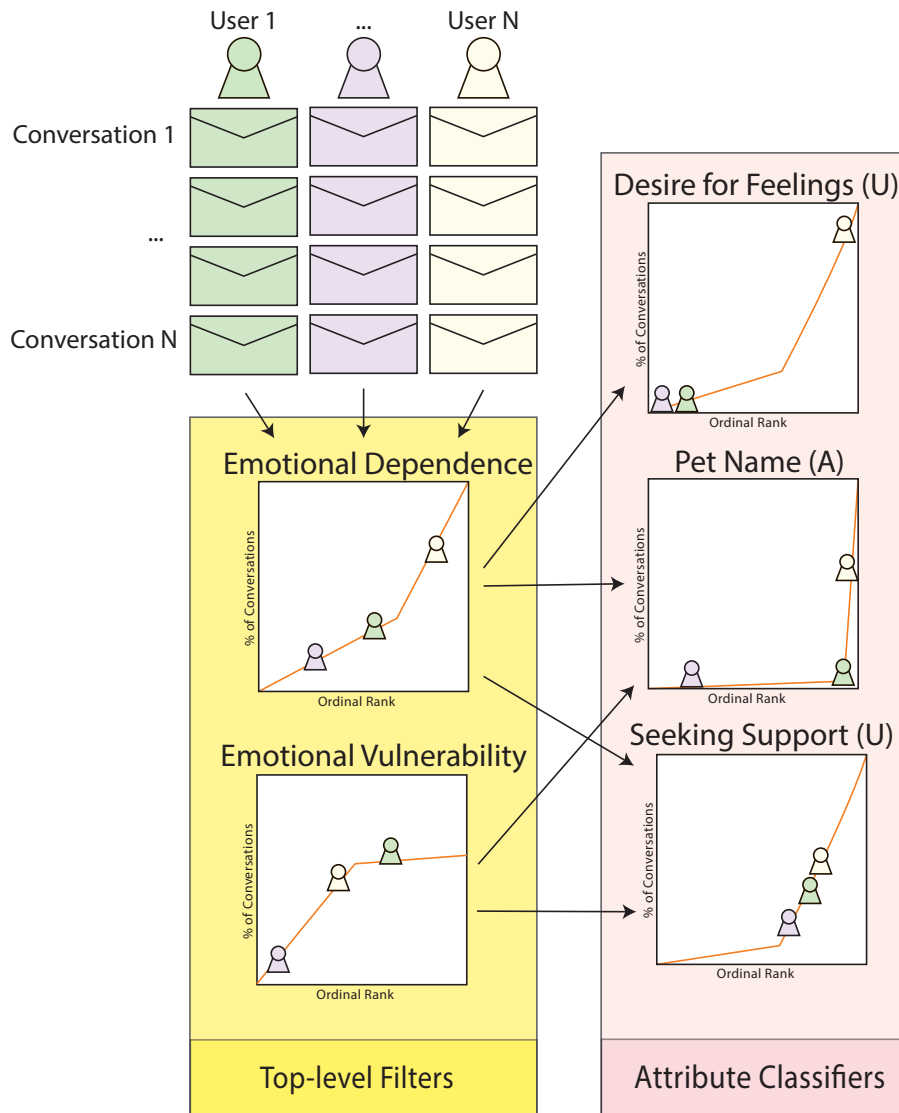 User 1
...
User N
Conversation 1
...
Conversation N
Emotional Dependence
% of Conversations
Ordinal Rank
Emotional Vulnerability
% of Conversations
Ordinal Rank
Top-level Filters
Desire for Feelings (U)
% of Conversations
Ordinal Rank
Pet Name (A)
% of Conversations
Ordinal Rank
Seeking Support (U)
% of Conversations
Ordinal Rank
Attribute Classifiers